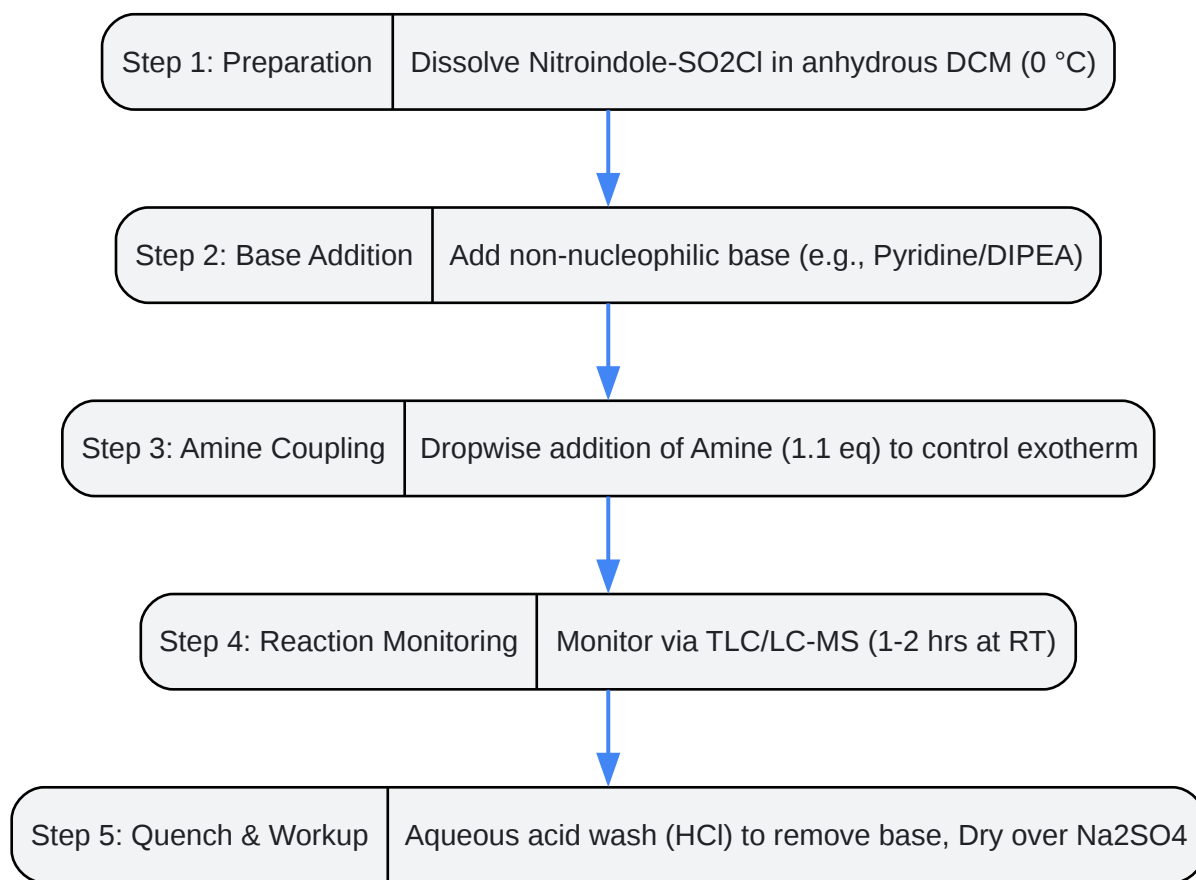 Step 1: Preparation Dissolve Nitroindole-SO2Cl in anhydrous DCM (0 °C)
Step 2: Base Addition Add non-nucleophilic base (e.g., Pyridine/DIPEA)
Step 3: Amine Coupling Dropwise addition of Amine (1.1 eq) to control exotherm
Step 4: Reaction Monitoring Monitor via TLC/LC-MS (1-2 hrs at RT)
Step 5: Quench & Workup Aqueous acid wash (HCl) to remove base, Dry over Na2SO4